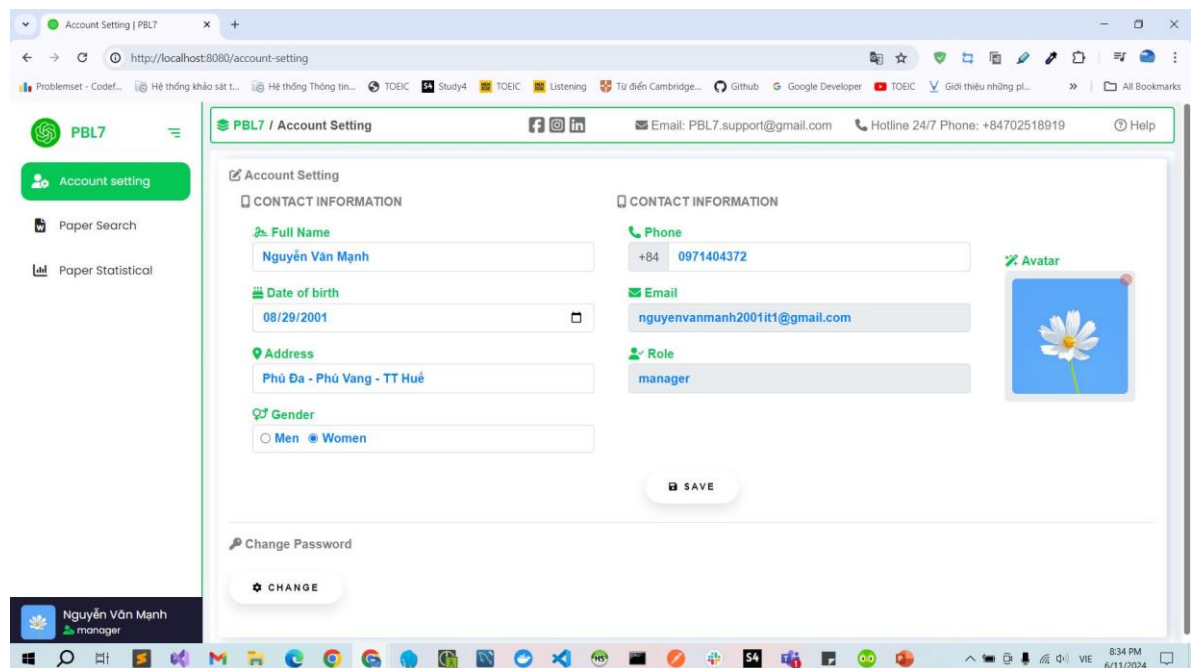 Account Setting | PBL7
http://localhost:8080/account-setting
Problemset - Codef... Hệ thống khảo sát t... Hệ thống Thông tin... TOEIC S4 Study4 TOEIC Listening Từ điển Cambridge... Github Google Developer TOEIC Giới thiệu những pl... » All Bookmarks
PBL7
PBL7 / Account Setting Email: PBL7.support@gmail.com Hotline 24/7 Phone: +84702518919 Help
Account setting
Paper Search
Paper Statistical
Account Setting
CONTACT INFORMATION
Full Name
Nguyễn Văn Mạnh
Date of birth
08/29/2001
Address
Phú Đa - Phú Vang - TT Huế
Gender
Men Women
CONTACT INFORMATION
Phone
+84 0971404372
Email
nguyenvanmanh2001it1@gmail.com
Role
manager
Avatar
SAVE
Change Password
CHANGE
Nguyễn Văn Mạnh
manager
S4
VIE
8:34 PM
6/11/2024